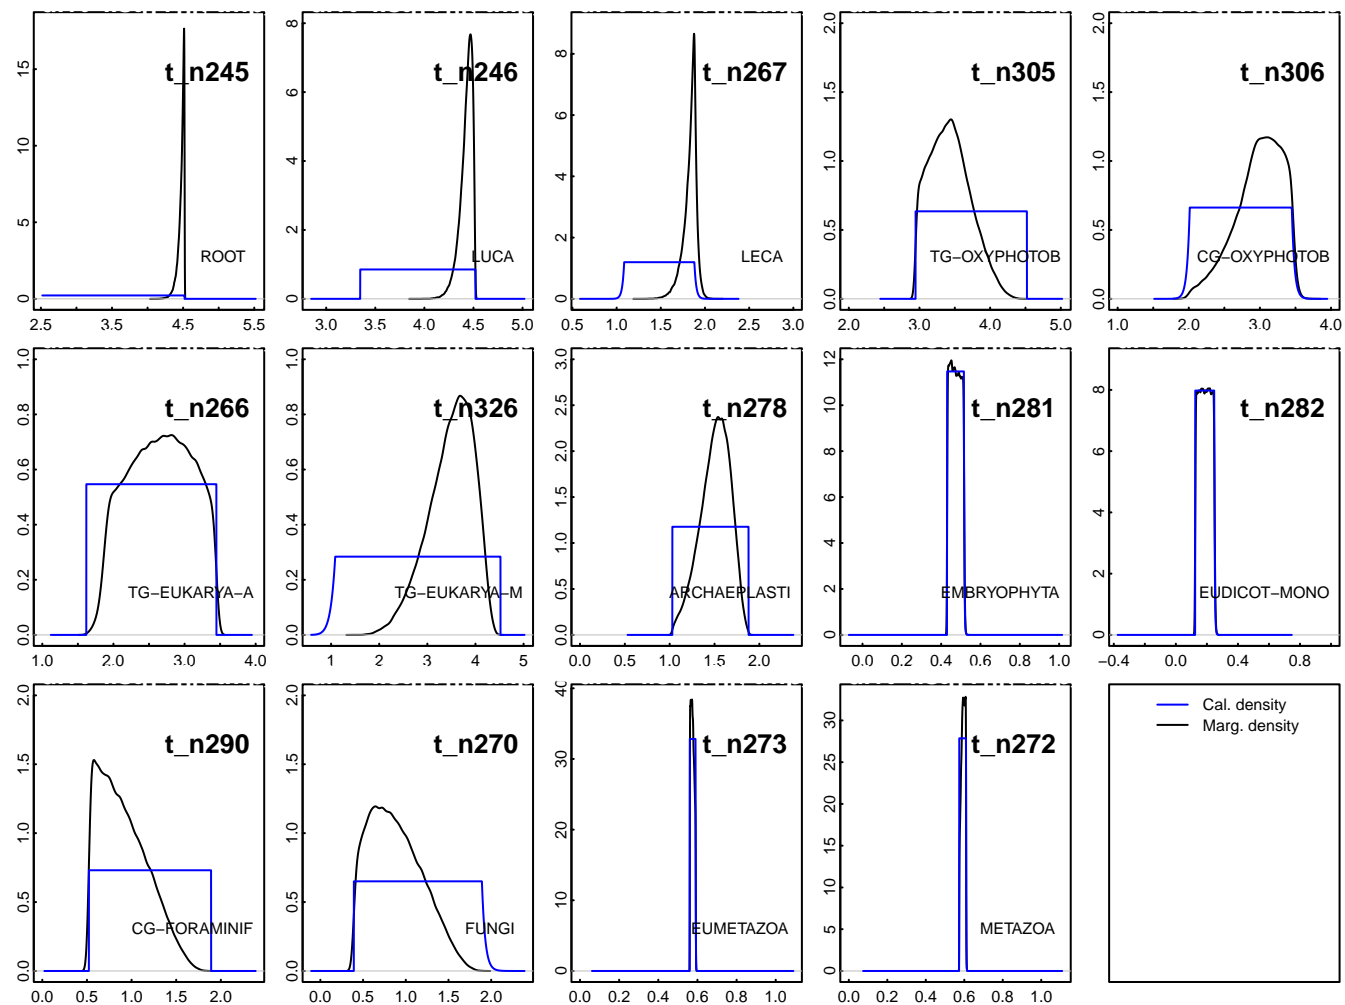 t_n245
ROOT
0 5 10 15
2.5 3.5 4.5 5.5
t_n246
LUCA
0 2 4 6 8
3.0 3.5 4.0 4.5 5.0
t_n267
LECA
0 2 4 6 8
0.5 1.0 1.5 2.0 2.5 3.0
t_n305
TG−OXYPHOTOB
0.0 0.5 1.0 1.5 2.0
2.0 3.0 4.0 5.0
t_n306
CG−OXYPHOTOB
0.0 0.5 1.0 1.5 2.0
1.0 2.0 3.0 4.0
t_n266
TG−EUKARYA−A
0.0 0.2 0.4 0.6 0.8 1.0
1.0 2.0 3.0 4.0
t_n326
TG−EUKARYA−M
0.0 0.2 0.4 0.6 0.8 1.0
1 2 3 4 5
t_n278
ARCHAEPLASTI
0.0 0.5 1.0 1.5 2.0 2.5 3.0
0.0 0.5 1.0 1.5 2.0
t_n281
EMBRYOPHYTA
0 2 4 6 8 10 12
0.0 0.2 0.4 0.6 0.8 1.0
t_n282
EUDICOT−MONO
0 2 4 6 8
−0.4 0.0 0.4 0.8
t_n290
CG−FORAMINIF
0.0 0.5 1.0 1.5 2.0
0.0 0.5 1.0 1.5 2.0
t_n270
FUNGI
0.0 0.5 1.0 1.5 2.0
0.0 0.5 1.0 1.5 2.0
t_n273
EUMETAZOA
0 10 20 30 40
0.0 0.2 0.4 0.6 0.8 1.0
t_n272
METAZOA
0 5 10 15 20 25 30
0.0 0.2 0.4 0.6 0.8 1.0
Cal. density
Marg. density